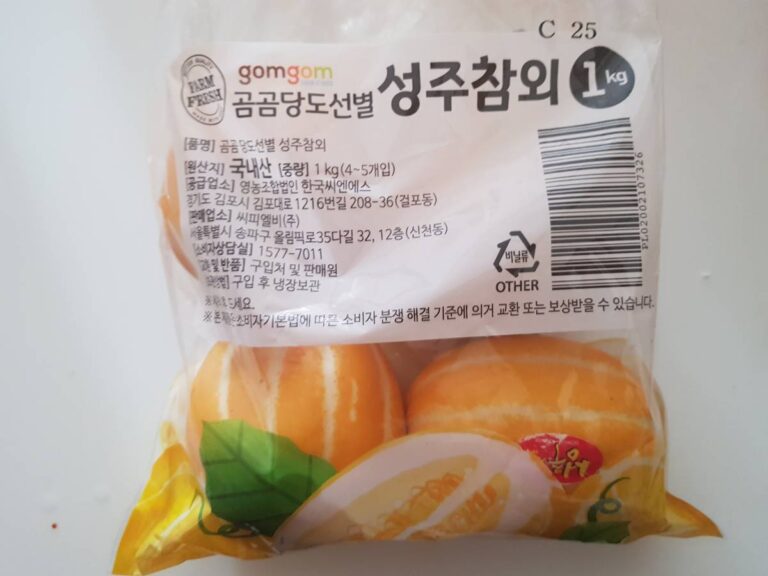 C 25
FARM FRESH
gomgom
곰곰당도선별 성주참외 1kg
[품명] 곰곰당도선별 성주참외
[원산지] 국내산 [중량] 1kg(4~5개입)
[공급업소] 영농조합법인 한국씨엔에스
경기도 김포시 김포대로 1216번길 208-36(걸포동)
[판매업소] 씨피엘비(주)
서울특별시 송파구 올림픽로35다길 32, 12층(신천동)
[소비자상담실] 1577-7011
및 반품] 구입처 및 판매원
구입 후 냉장보관
※ 세요.
※ 본 소비자기본법에 따른 소비자 분쟁 해결 기준에 의거 교환 또는 보상받을 수 있습니다.
비닐류
OTHER
PL02002107326